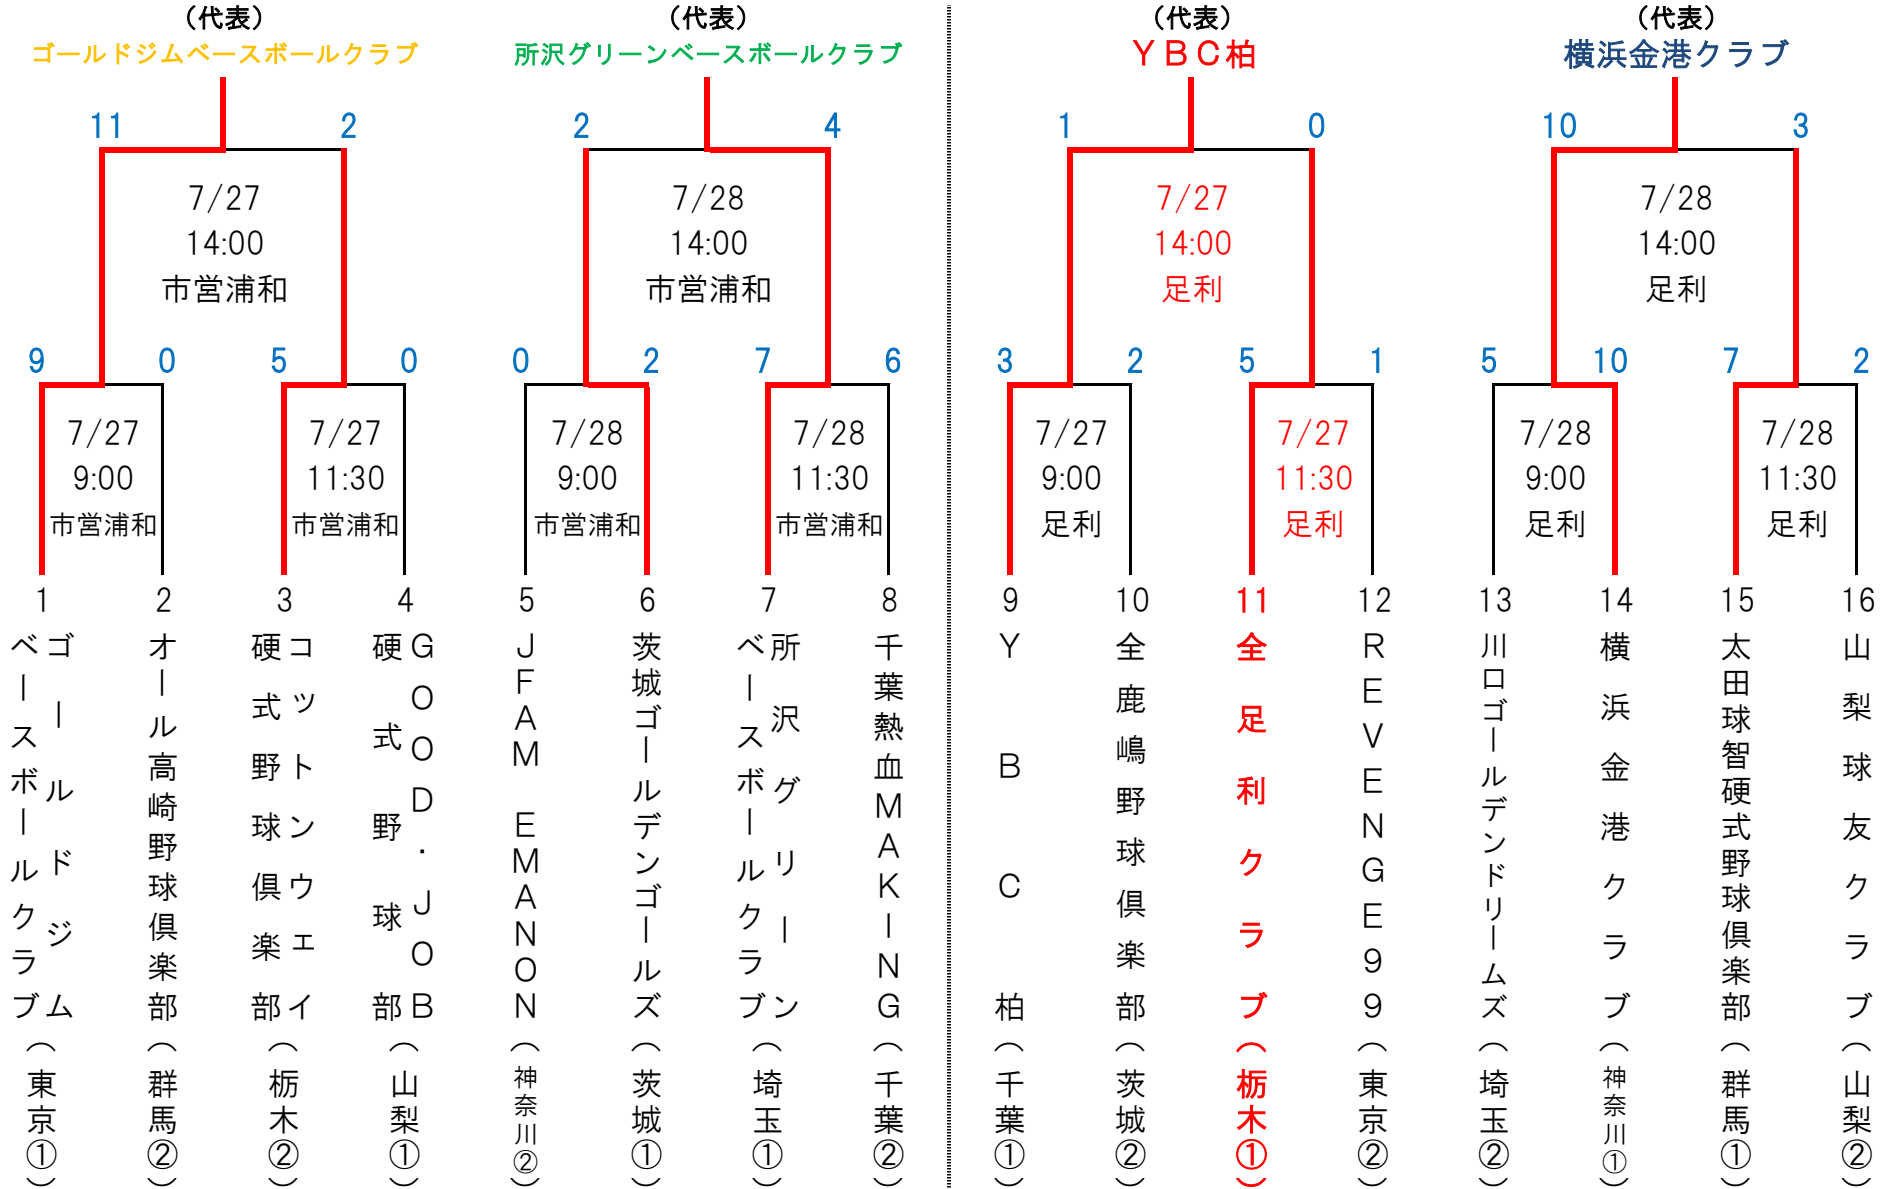 （代表）
ゴールドジムベースボールクラブ
（代表）
所沢グリーンベースボールクラブ
（代表）
ＹＢＣ柏
（代表）
横浜金港クラブ
11
2
2
4
1
0
10
3
7/27
14:00
市営浦和
7/28
14:00
市営浦和
7/27
14:00
足利
7/28
14:00
足利
9
0
5
0
0
2
7
6
3
2
5
1
5
10
7
2
7/27
9:00
市営浦和
7/27
11:30
市営浦和
7/28
9:00
市営浦和
7/28
11:30
市営浦和
7/27
9:00
足利
7/27
11:30
足利
7/28
9:00
足利
7/28
11:30
足利
1
ゴールドジム
ベースボールクラブ
（東京①）
2
オール高崎野球倶楽部
（群馬②）
3
コットンウェイ
硬式野球倶楽部
（栃木②）
4
ＧＯＯＤ・ＪＯＢ
硬式野球部
（山梨①）
5
ＪＦＡＭ　ＥＭＡＮＯＮ
（神奈川②）
6
茨城ゴールデンゴールズ
（茨城①）
7
所沢グリーン
ベースボールクラブ
（埼玉①）
8
千葉熱血ＭＡＫＩＮＧ
（千葉②）
9
ＹＢＣ柏
（千葉①）
10
全鹿嶋野球倶楽部
（茨城②）
11
全足利クラブ
（栃木①）
12
ＲＥＶＥＮＧＥ９９
（東京②）
13
川口ゴールデンドリームズ
（埼玉②）
14
横浜金港クラブ
（神奈川①）
15
太田球智硬式野球倶楽部
（群馬①）
16
山梨球友クラブ
（山梨②）